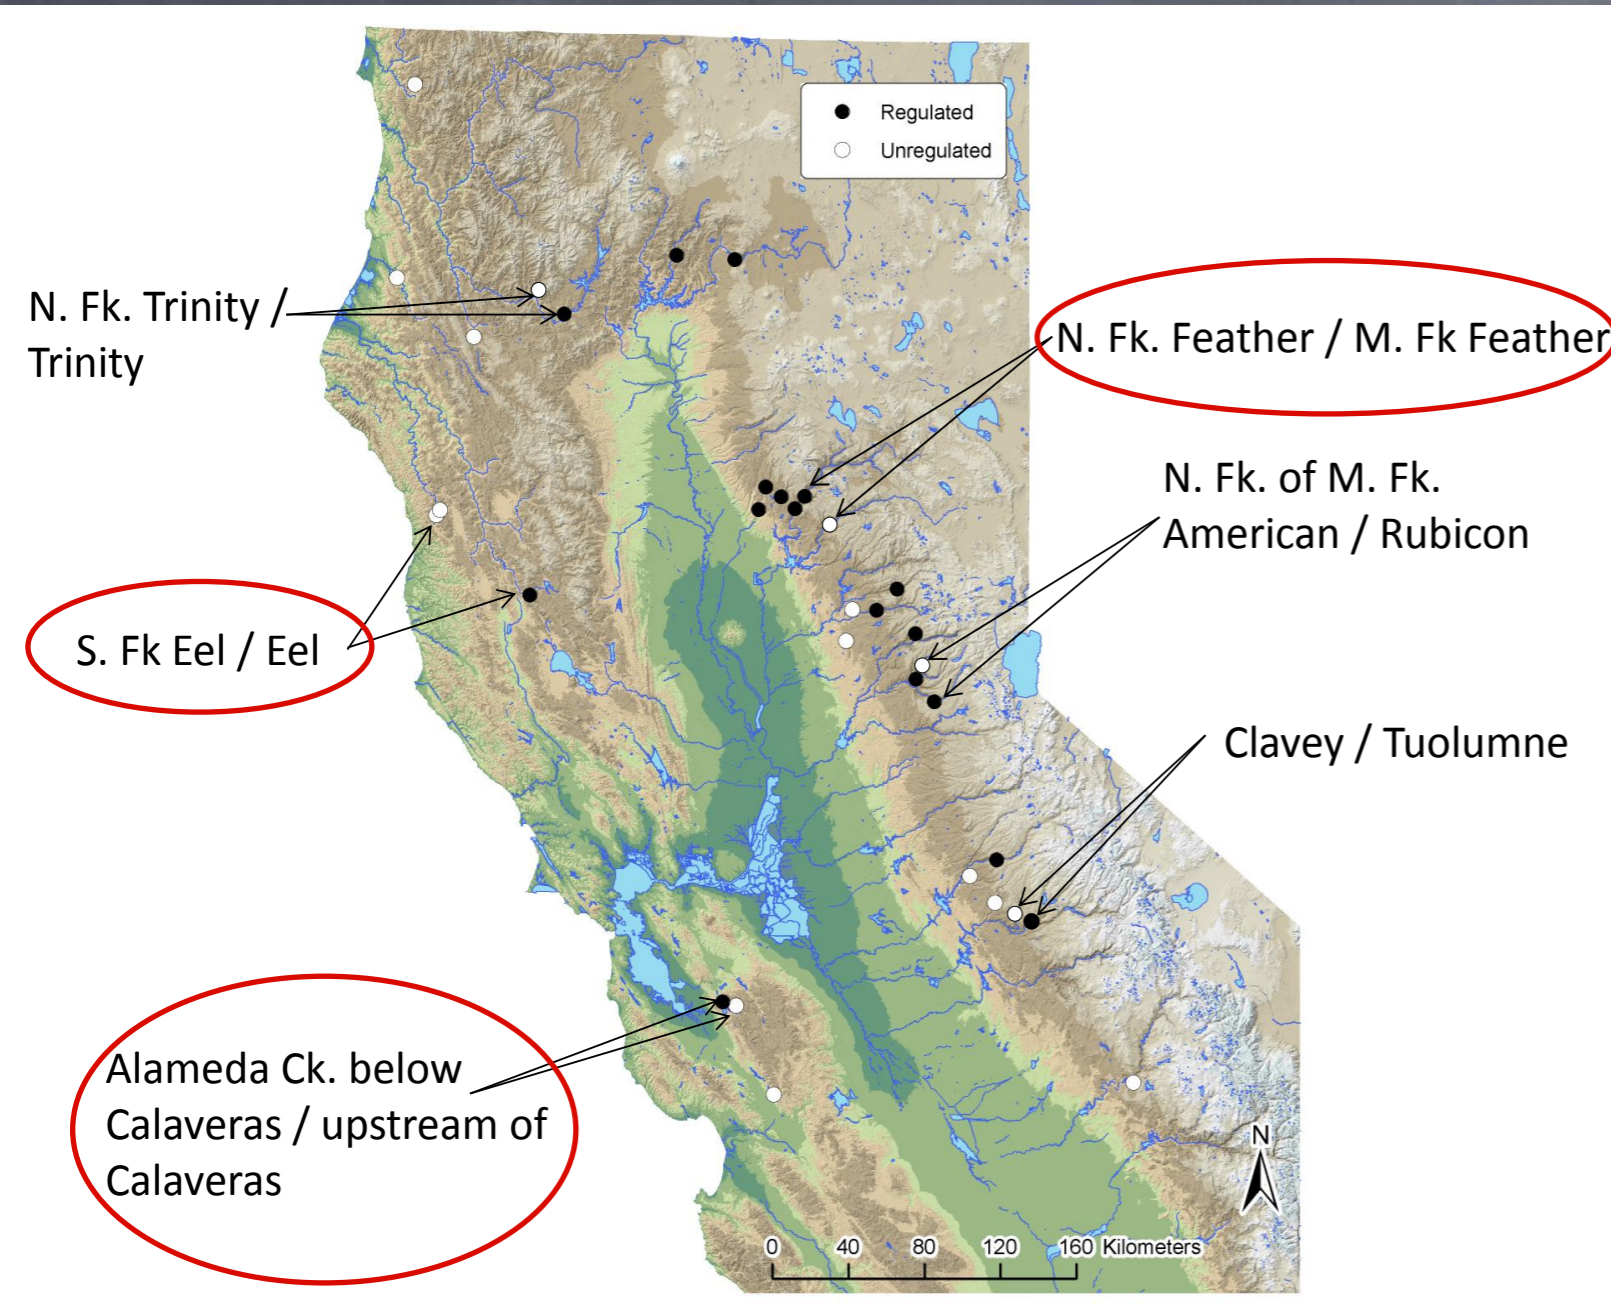 Regulated
Unregulated
N. Fk. Trinity /
Trinity
N. Fk. Feather / M. Fk Feather
N. Fk. of M. Fk.
American / Rubicon
S. Fk Eel / Eel
Clavey / Tuolumne
Alameda Ck. below
Calaveras / upstream of
Calaveras
N
0 40 80 120 160 Kilometers